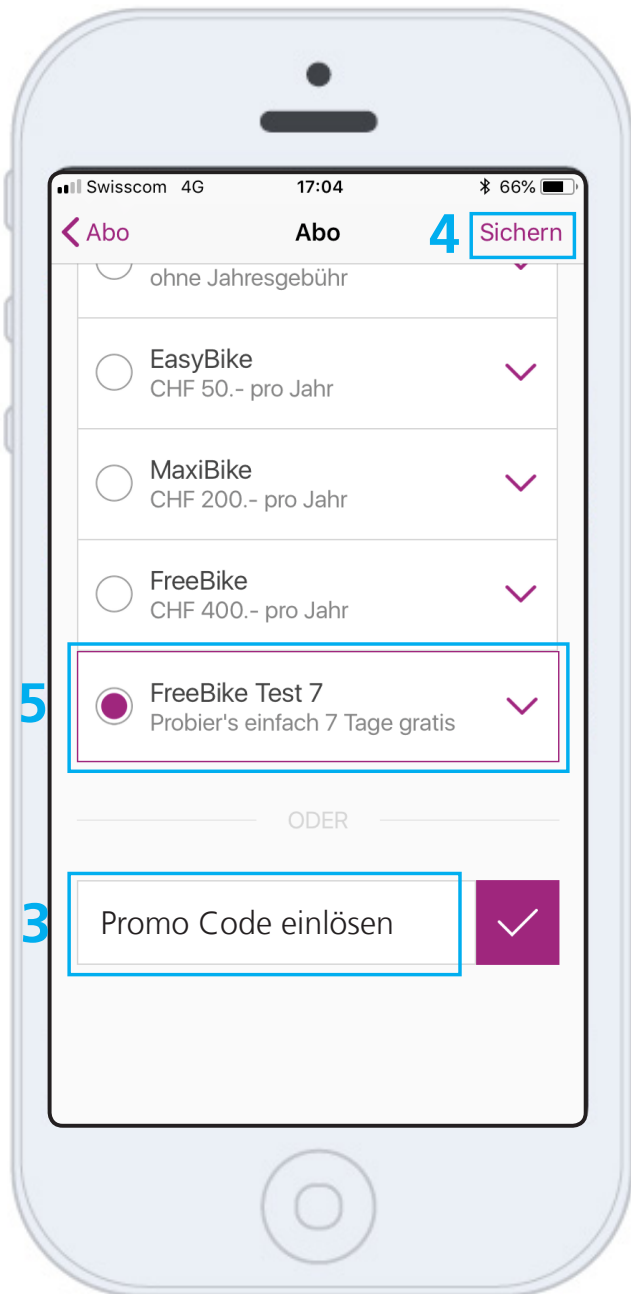 Swisscom 4G 17:04 66%
Abo Abo 4 Sichern
ohne Jahresgebühr
EasyBike
CHF 50.- pro Jahr
MaxiBike
CHF 200.- pro Jahr
FreeBike
CHF 400.- pro Jahr
5 FreeBike Test 7
Probier's einfach 7 Tage gratis
ODER
3 Promo Code einlösen